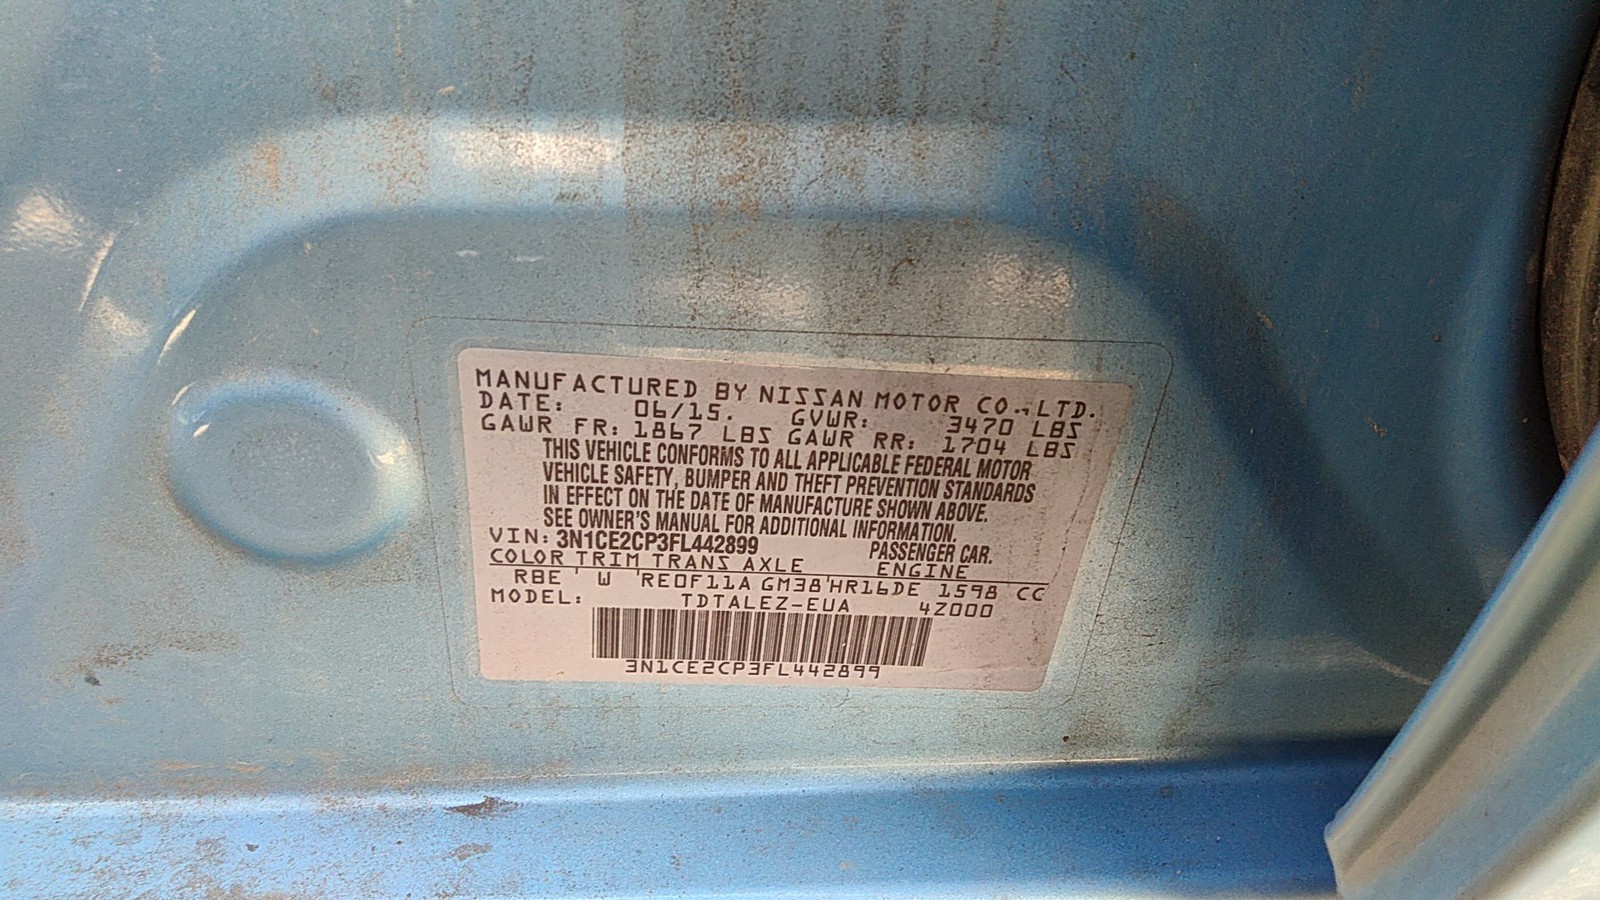 MANUFACTURED BY NISSAN MOTOR CO., LTD.
DATE: 06/15. GVWR: 3470 LBS
GAWR FR: 1867 LBS GAWR RR: 1704 LBS
THIS VEHICLE CONFORMS TO ALL APPLICABLE FEDERAL MOTOR
VEHICLE SAFETY, BUMPER AND THEFT PREVENTION STANDARDS
IN EFFECT ON THE DATE OF MANUFACTURE SHOWN ABOVE.
SEE OWNER'S MANUAL FOR ADDITIONAL INFORMATION.
VIN: 3N1CE2CP3FL442899 PASSENGER CAR.
COLOR TRIM TRANS AXLE ENGINE
RBE ' W 'RE0F11A GM38'HR16DE 1598 CC
MODEL: TDTALEZ-EUA 4Z000
3N1CE2CP3FL442899